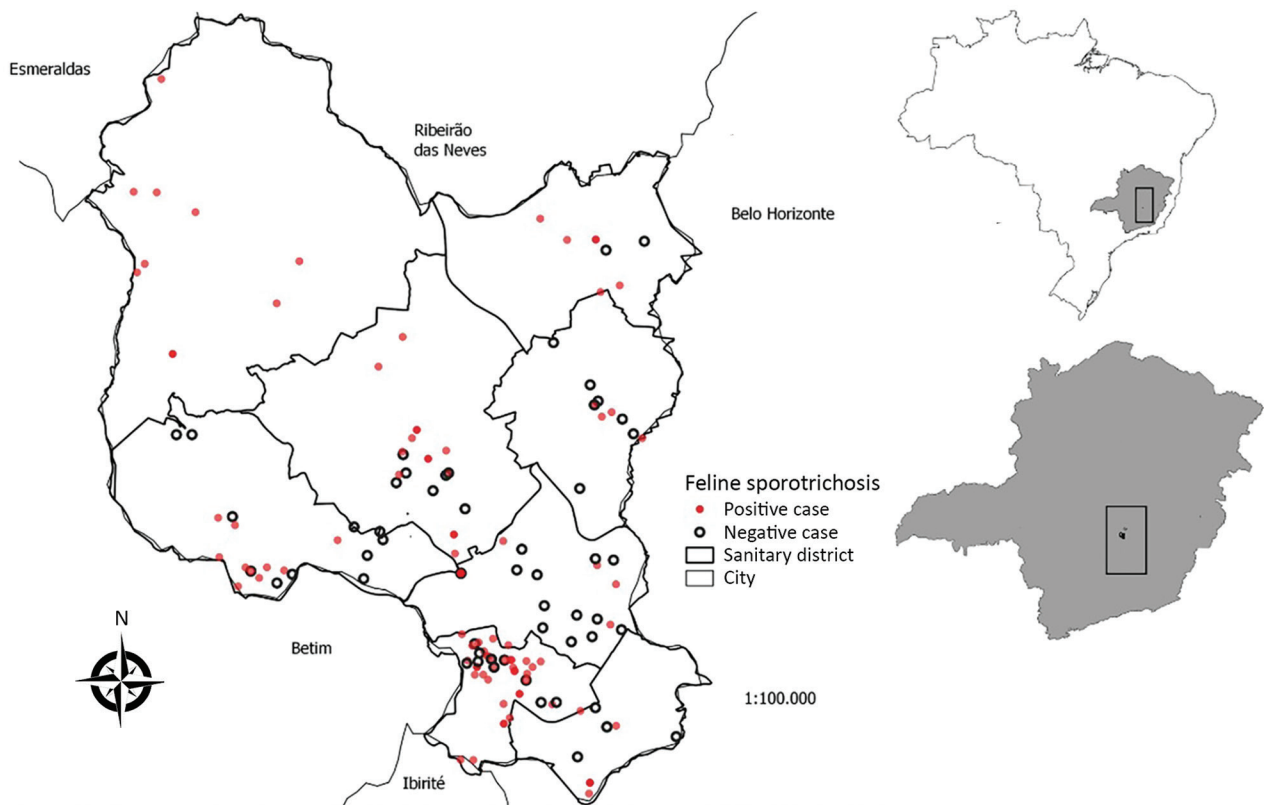 Esmeraldas
Ribeirão
das Neves
Belo Horizonte
Feline sporotrichosis
Positive case
Negative case
Sanitary district
City
N
Betim
1:100.000
Ibirité